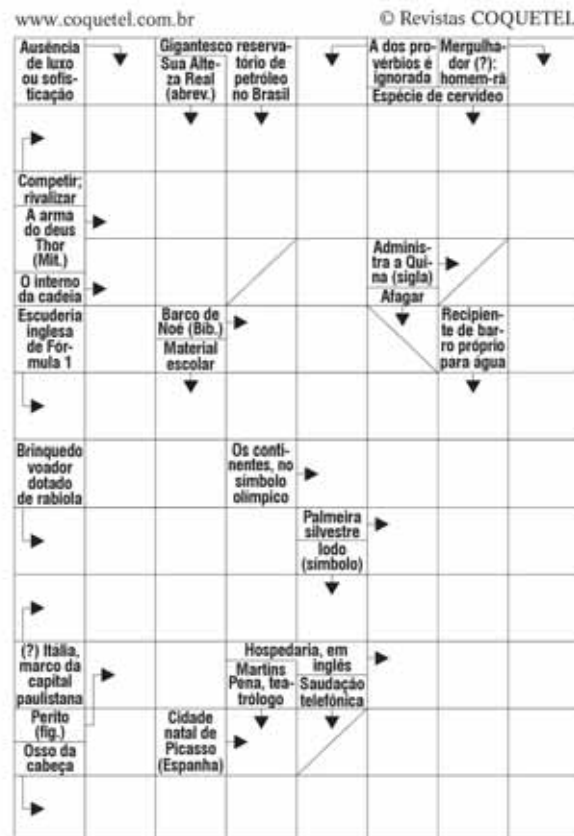 www.coquetel.com.br
© Revistas COQUETEL
Ausência
de luxo
ou sofis-
ticação
Gigantesco reserva-
tório de
petróleo
no Brasil
Sua Alte-
za Real
(abrev.)
A dos pro-
vérbios é
ignorada
Mergulha-
dor (?):
homem-rã
Espécie de cervídeo
Competir;
rivalizar
A arma
do deus
Thor
(Mit.)
O interno
da cadeia
Adminis-
tra a Qui-
na (sigla)
Afagar
Escuderia
inglesa
de Fór-
mula 1
Barco de
Noé (Bíb.)
Material
escolar
Recipien-
te de bar-
ro próprio
para água
Brinquedo
voador
dotado
de rabiola
Os conti-
nentes, no
símbolo
olímpico
Palmeira
silvestre
Iodo
(símbolo)
(?) Itália,
marco da
capital
paulistana
Hospedaria, em
inglês
Martins
Pena, tea-
trólogo
Saudação
telefônica
Perito
(fig.)
Osso da
cabeça
Cidade
natal de
Picasso
(Espanha)